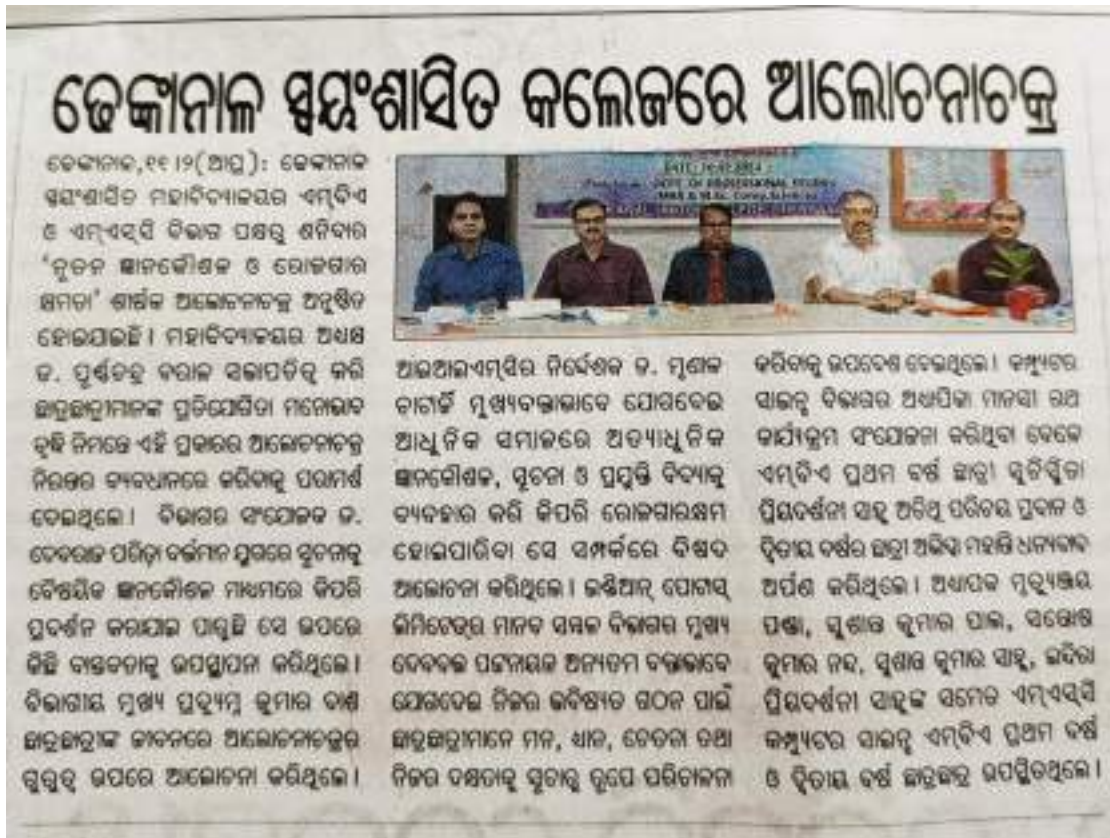 ଢେଙ୍କାନାଳ ସ୍ୱୟଂଶାସିତ କଲେଜରେ ଆଲୋଚନାଚକ୍ର
ଢେଙ୍କାନାଳ,୧୧।୨(ଆପ୍ର): ଢେଙ୍କାନାଳ
ସ୍ୱୟଂଶାସିତ ମହାବିଦ୍ୟାଳୟର ଏମ୍‌ବିଏ
ଓ ଏମ୍‌ଏସ୍‌ସି ବିଭାଗ ପକ୍ଷରୁ ଶନିବାର
'ନୂତନ ଜ୍ଞାନକୌଶଳ ଓ ରୋଜଗାର
କ୍ଷମତା' ଶୀର୍ଷକ ଆଲୋଚନାଚକ୍ର ଅନୁଷ୍ଠିତ
ହୋଇଯାଇଛି। ମହାବିଦ୍ୟାଳୟର ଅଧ୍ୟକ୍ଷ
ଡ. ପୂର୍ଣ୍ଣଚନ୍ଦ୍ର ବରାଳ ସଭାପତିତ୍ୱ କରି
ଛାତ୍ରଛାତ୍ରୀମାନଙ୍କ ପ୍ରତିଯୋଗିତା ମନୋଭାବ
ବୃଦ୍ଧି ନିମନ୍ତେ ଏହି ପ୍ରକାରର ଆଲୋଚନାଚକ୍ର
ନିରନ୍ତର ବ୍ୟବଧାନରେ କରିବାକୁ ପରାମର୍ଶ
ଦେଇଥିଲେ। ବିଭାଗର ସଂଯୋଜକ ଡ.
ଦେବରାଜ ପରିଡ଼ା ବର୍ତ୍ତମାନ ଯୁଗରେ ସୂଚନାକୁ
ବୈଷୟିକ ଜ୍ଞାନକୌଶଳ ମାଧ୍ୟମରେ କିପରି
ପ୍ରଦର୍ଶନ କରାଯାଇ ପାରୁଛି ସେ ଉପରେ
କିଛି ବାସ୍ତବତାକୁ ଉପସ୍ଥାପନା କରିଥିଲେ।
ବିଭାଗୀୟ ମୁଖ୍ୟ ପ୍ରଦ୍ୟୁମ୍ନ କୁମାର ଦାଶ
ଛାତ୍ରଛାତ୍ରୀଙ୍କ ଜୀବନରେ ଆଲୋଚନାଚକ୍ରର
ଗୁରୁତ୍ୱ ଉପରେ ଆଲୋଚନା କରିଥିଲେ।
DEPT. OF PROFESSIONAL STUDIES
ଆଇଆଇଏମ୍‌ସିର ନିର୍ଦ୍ଦେଶକ ଡ. ମୃଣାଳ
ଚାଟାର୍ଜି ମୁଖ୍ୟବକ୍ତାଭାବେ ଯୋଗଦେଇ
ଆଧୁନିକ ସମାଜରେ ଅତ୍ୟାଧୁନିକ
ଜ୍ଞାନକୌଶଳ, ସୂଚନା ଓ ପ୍ରଯୁକ୍ତି ବିଦ୍ୟାକୁ
ବ୍ୟବହାର କରି କିପରି ରୋଜଗାରକ୍ଷମ
ହୋଇପାରିବା ସେ ସମ୍ପର୍କରେ ବିଷଦ
ଆଲୋଚନା କରିଥିଲେ। ଇଣ୍ଡିଆନ୍ ପୋଟାସ୍
ଲିମିଟେଡ୍‌ର ମାନବ ସମ୍ବଳ ବିଭାଗର ମୁଖ୍ୟ
ଦେବଦତ୍ତ ପଟ୍ଟନାୟକ ଅନ୍ୟତମ ବକ୍ତାଭାବେ
ଯୋଗଦେଇ ନିଜର ଭବିଷ୍ୟତ ଗଠନ ପାଇଁ
ଛାତ୍ରଛାତ୍ରୀମାନେ ମନ, ଧ୍ୟାନ, ଚେତନା ତଥା
ନିଜର ଦକ୍ଷତାକୁ ସୁଚାରୁ ରୂପେ ପରିଚାଳନା
କରିବାକୁ ଉପଦେଶ ଦେଇଥିଲେ। କମ୍ପ୍ୟୁଟର
ସାଇନ୍ସ ବିଭାଗର ଅଧ୍ୟାପିକା ମାନସୀ ରଥ
କାର୍ଯ୍ୟକ୍ରମ ସଂଯୋଜନା କରିଥିବା ବେଳେ
ଏମ୍‌ବିଏ ପ୍ରଥମ ବର୍ଷ ଛାତ୍ରୀ ସୁଚିସ୍ମିତା
ପ୍ରିୟଦର୍ଶନୀ ସାହୁ ଅତିଥି ପରିଚୟ ପ୍ରଦାନ ଓ
ଦ୍ୱିତୀୟ ବର୍ଷର ଛାତ୍ରୀ ମହାନ୍ତି ଧନ୍ୟବାଦ
ଅର୍ପଣ କରିଥିଲେ। ଅଧ୍ୟାପକ ମୃତ୍ୟୁଞ୍ଜୟ
ପଣ୍ଡା, ସୁଶାନ୍ତ କୁମାର ପାଲ, ସନ୍ତୋଷ
କୁମାର ନନ୍ଦ, ସୁଶାନ୍ତ କୁମାର ସାହୁ, ଇନ୍ଦିରା
ପ୍ରିୟଦର୍ଶନୀ ସାହୁଙ୍କ ସମେତ ଏମ୍‌ଏସ୍‌ସି
କମ୍ପ୍ୟୁଟର ସାଇନ୍ସ ଏମ୍‌ବିଏ ପ୍ରଥମ ବର୍ଷ
ଓ ଦ୍ୱିତୀୟ ବର୍ଷ ଛାତ୍ରଛାତ୍ର ଉପସ୍ଥିତଥିଲେ।